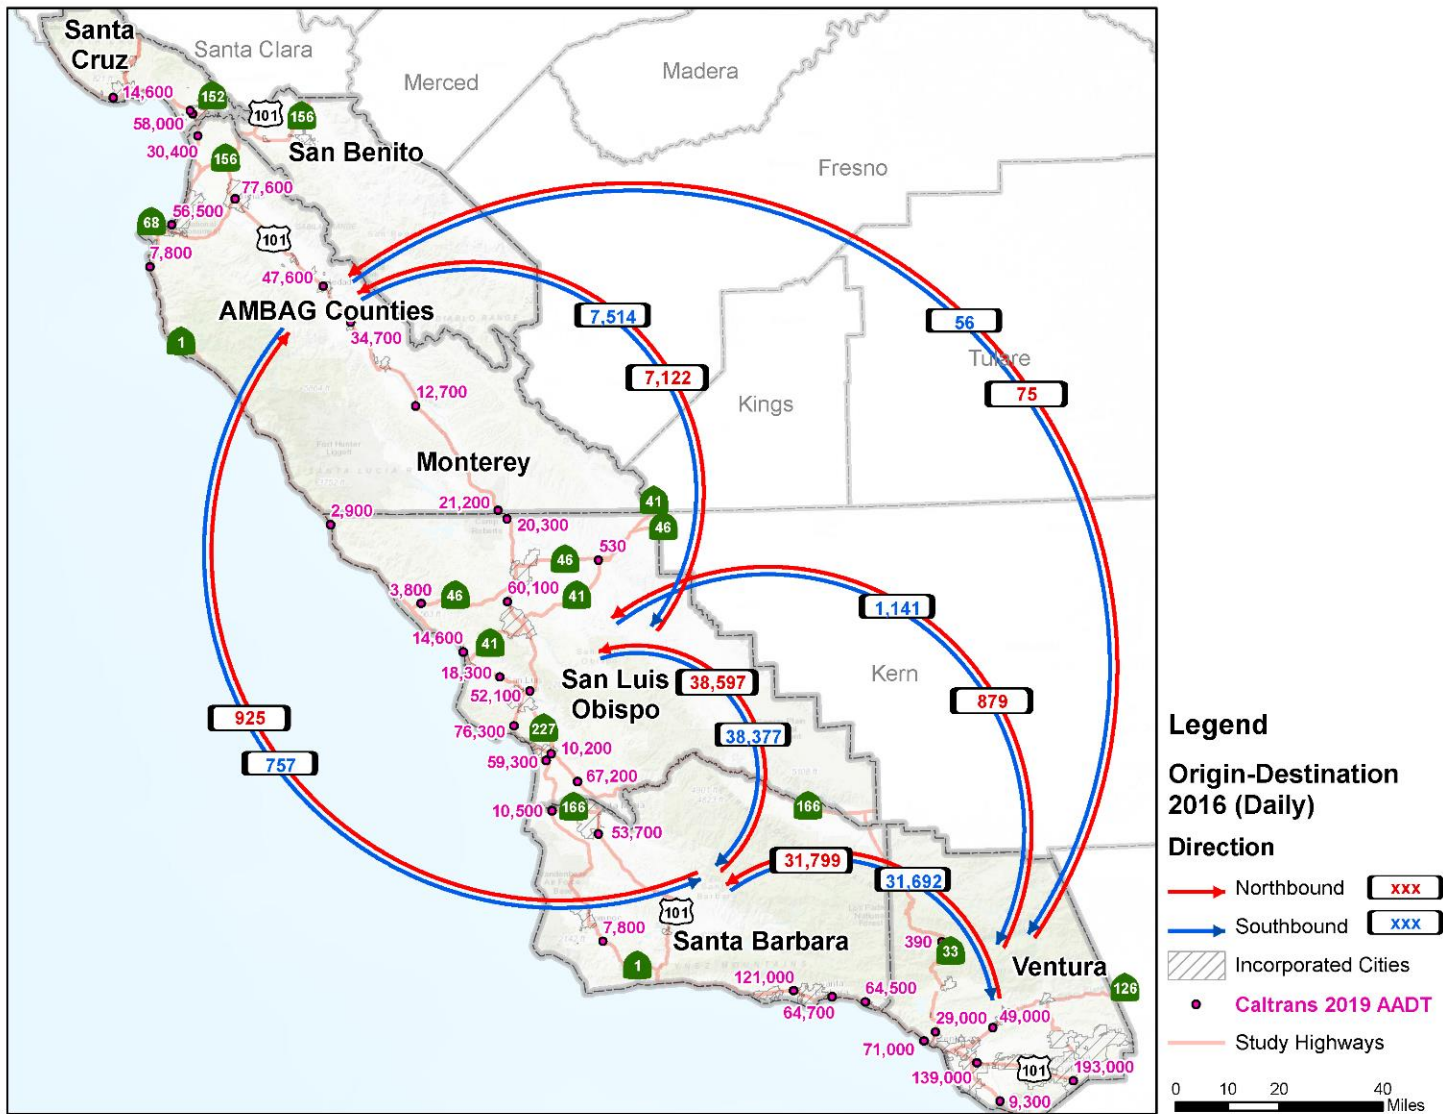 Santa
Cruz
Santa Clara
Merced
Madera
14,600
152
101
156
58,000
San Benito
30,400
156
Fresno
77,600
56,500
68
101
7,800
47,600
AMBAG Counties
7,514
56
34,700
1
Tulare
7,122
75
12,700
Kings
Monterey
21,200
41
2,900
20,300
46
530
46
3,800
46
60,100
41
1,141
14,600
41
Kern
18,300
San Luis
Obispo
38,597
879
52,100
925
76,300
227
38,377
757
59,300
10,200
67,200
10,500
166
166
53,700
31,799
31,692
101
7,800
Santa Barbara
390
33
Ventura
1
121,000
64,500
126
64,700
29,000
49,000
71,000
139,000
101
193,000
9,300
Legend
Origin-Destination
2016 (Daily)
Direction
Northbound xxx
Southbound xxx
Incorporated Cities
Caltrans 2019 AADT
Study Highways
0 10 20 40
Miles